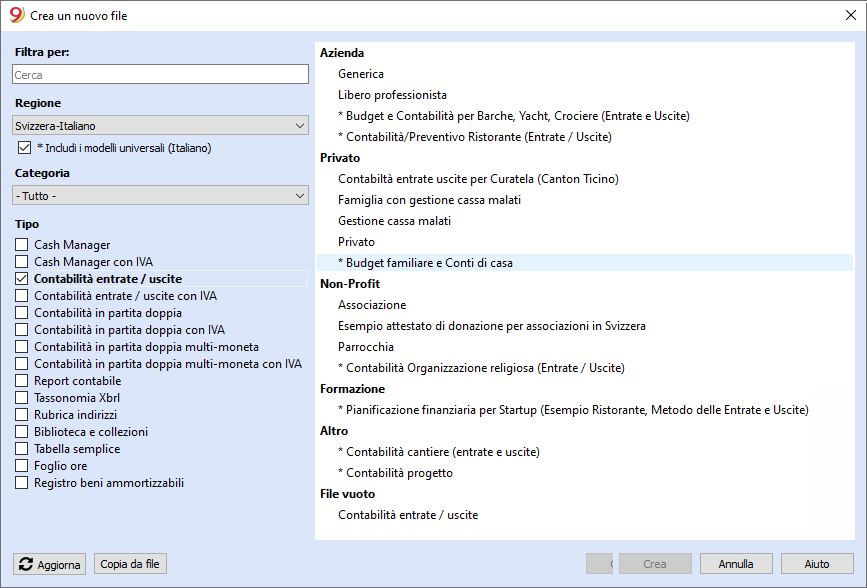 Crea un nuovo file
Filtra per:
Cerca
Regione
Svizzera-Italiano
* Includi i modelli universali (Italiano)
Categoria
- Tutto -
Tipo
Cash Manager
Cash Manager con IVA
Contabilità entrate / uscite
Contabilità entrate / uscite con IVA
Contabilità in partita doppia
Contabilità in partita doppia con IVA
Contabilità in partita doppia multi-moneta
Contabilità in partita doppia multi-moneta con IVA
Report contabile
Tassonomia Xbrl
Rubrica indirizzi
Biblioteca e collezioni
Tabella semplice
Foglio ore
Registro beni ammortizzabili
Azienda
Generica
Libero professionista
* Budget e Contabilità per Barche, Yacht, Crociere (Entrate e Uscite)
* Contabilità/Preventivo Ristorante (Entrate / Uscite)
Privato
Contabiltà entrate uscite per Curatela (Canton Ticino)
Famiglia con gestione cassa malati
Gestione cassa malati
Privato
* Budget familiare e Conti di casa
Non-Profit
Associazione
Esempio attestato di donazione per associazioni in Svizzera
Parrocchia
* Contabilità Organizzazione religiosa (Entrate / Uscite)
Formazione
* Pianificazione finanziaria per Startup (Esempio Ristorante, Metodo delle Entrate e Uscite)
Altro
* Contabilità cantiere (entrate e uscite)
* Contabilità progetto
File vuoto
Contabilità entrate / uscite
Aggiorna
Copia da file
Crea
Annulla
Aiuto